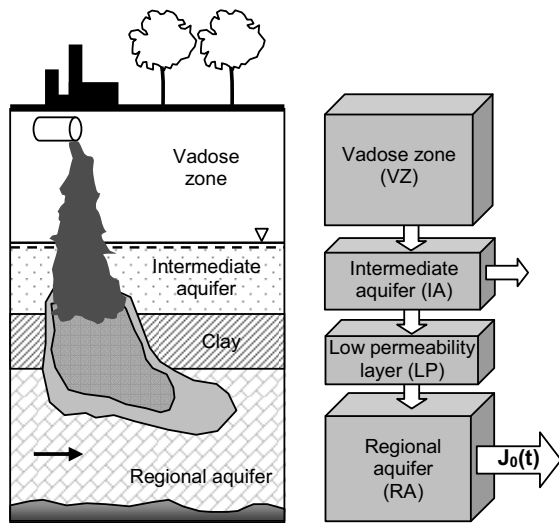 Vadose
zone
Intermediate
aquifer
Clay
Regional aquifer
Vadose zone
(VZ)
Intermediate
aquifer (IA)
Low permeability
layer (LP)
Regional
aquifer
(RA)
J₀(t)